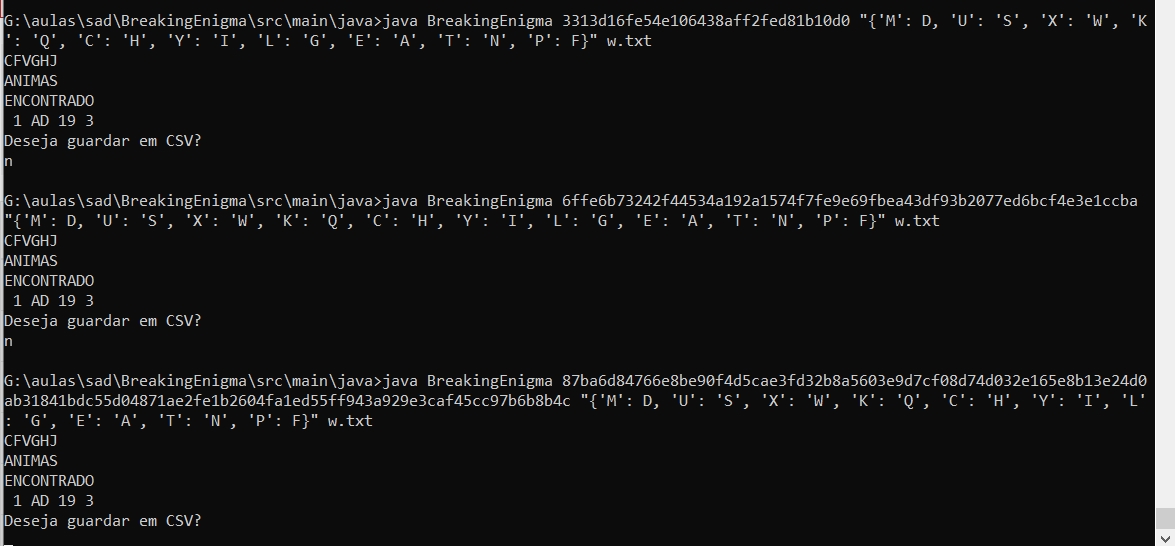 G:\aulas\sad\BreakingEnigma\src\main\java>java BreakingEnigma 3313d16fe54e106438aff2fed81b10d0 "{'M': D, 'U': 'S', 'X': 'W', 'K
': 'Q', 'C': 'H', 'Y': 'I', 'L': 'G', 'E': 'A', 'T': 'N', 'P': F}" w.txt
CFVGHJ
ANIMAS
ENCONTRADO
 1 AD 19 3
Deseja guardar em CSV?
n
G:\aulas\sad\BreakingEnigma\src\main\java>java BreakingEnigma 6ffe6b73242f44534a192a1574f7fe9e69fbea43df93b2077ed6bcf4e3e1ccba
"{'M': D, 'U': 'S', 'X': 'W', 'K': 'Q', 'C': 'H', 'Y': 'I', 'L': 'G', 'E': 'A', 'T': 'N', 'P': F}" w.txt
CFVGHJ
ANIMAS
ENCONTRADO
 1 AD 19 3
Deseja guardar em CSV?
n
G:\aulas\sad\BreakingEnigma\src\main\java>java BreakingEnigma 87ba6d84766e8be90f4d5cae3fd32b8a5603e9d7cf08d74d032e165e8b13e24d0
ab31841bdc55d04871ae2fe1b2604fa1ed55ff943a929e3caf45cc97b6b8b4c "{'M': D, 'U': 'S', 'X': 'W', 'K': 'Q', 'C': 'H', 'Y': 'I', 'L'
: 'G', 'E': 'A', 'T': 'N', 'P': F}" w.txt
CFVGHJ
ANIMAS
ENCONTRADO
 1 AD 19 3
Deseja guardar em CSV?